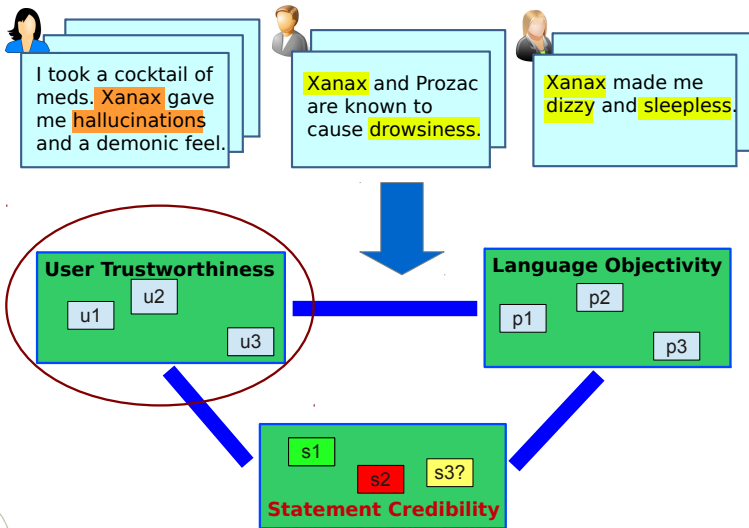 I took a cocktail of
meds. Xanax gave
me hallucinations
and a demonic feel.
Xanax and Prozac
are known to
cause drowsiness.
Xanax made me
dizzy and sleepless.
User Trustworthiness
u1
u2
u3
Language Objectivity
p1
p2
p3
s1
s2
s3?
Statement Credibility